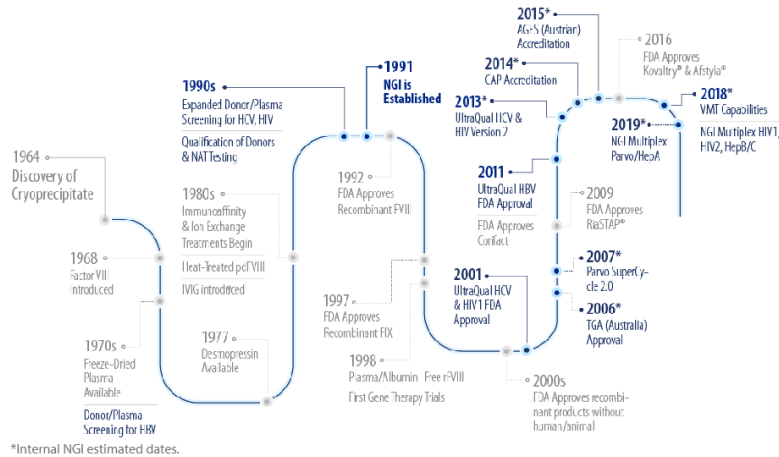 1964
Discovery of
Cryoprecipitate
1968
Factor VIII
Introduced
1970s
Freeze-Dried
Plasma
Available
Donor/Plasma
Screening for HBV
1977
Desmopressin
Available
1980s
Immunoaffinity
& Ion Exchange
Treatments Begin
Heat-Treated pdFVIII
IVIG introduced
1990s
Expanded Donor/Plasma
Screening for HCV, HIV
Qualification of Donors
& NAT Testing
1991
NGI is
Established
1992
FDA Approves
Recombinant FVIII
1997
FDA Approves
Recombinant FIX
1998
Plasma/Albumin Free rFVIII
First Gene Therapy Trials
2000s
FDA Approves recombi-
nant products without
human/animal
2001
UltraQual HCV
& HIV1 FDA
Approval
2006*
TGA (Australia)
Approval
2007*
Parvo SuperCy-
cle 2.0
2009
FDA Approves
RiaSTAP®
2011
UltraQual HBV
FDA Approval
FDA Approves
Corifact
2013*
UltraQual HCV &
HIV Version 2
2014*
CAP Accreditation
2015*
AGES (Austrian)
Accreditation
2016
FDA Approves
Kovaltry® & Afstyla®
2018*
VMT Capabilities
NGI Multiplex HIV1,
HIV2, HepB/C
2019*
NGI Multiplex
Parvo/HepA
*Internal NGI estimated dates.